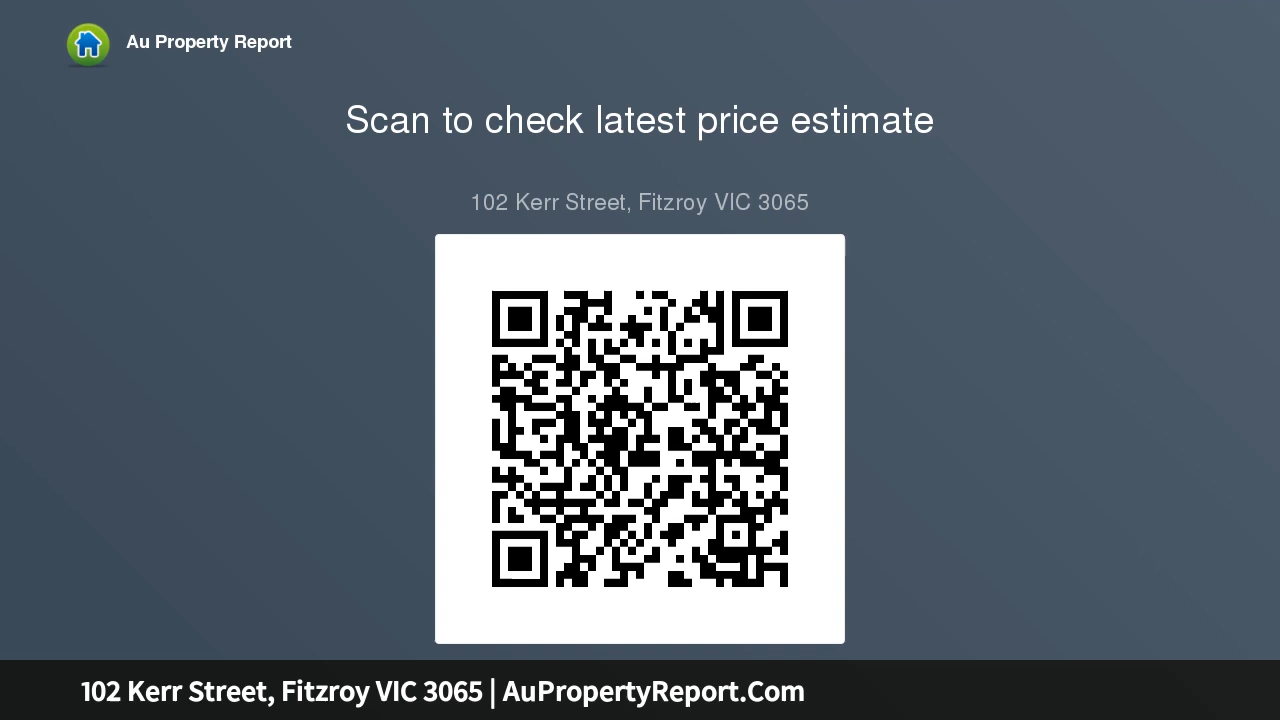 Au Property Report
Scan to check latest price estimate
102 Kerr Street, Fitzroy VIC 3065
102 Kerr Street, Fitzroy VIC 3065 | AuPropertyReport.Com